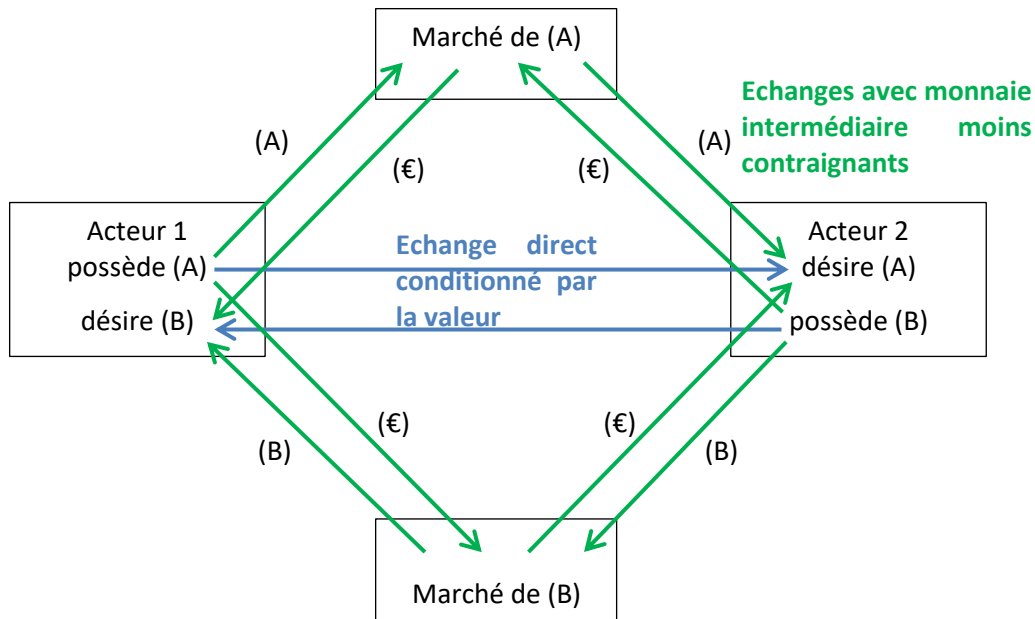 Marché de (A)
Echanges avec monnaie
intermédiaire moins
contraignants
(A)
(A)
(€)
(€)
Acteur 1
possède (A)
désire (B)
Echange direct
conditionné par
la valeur
Acteur 2
désire (A)
possède (B)
(€)
(€)
(B)
(B)
Marché de (B)